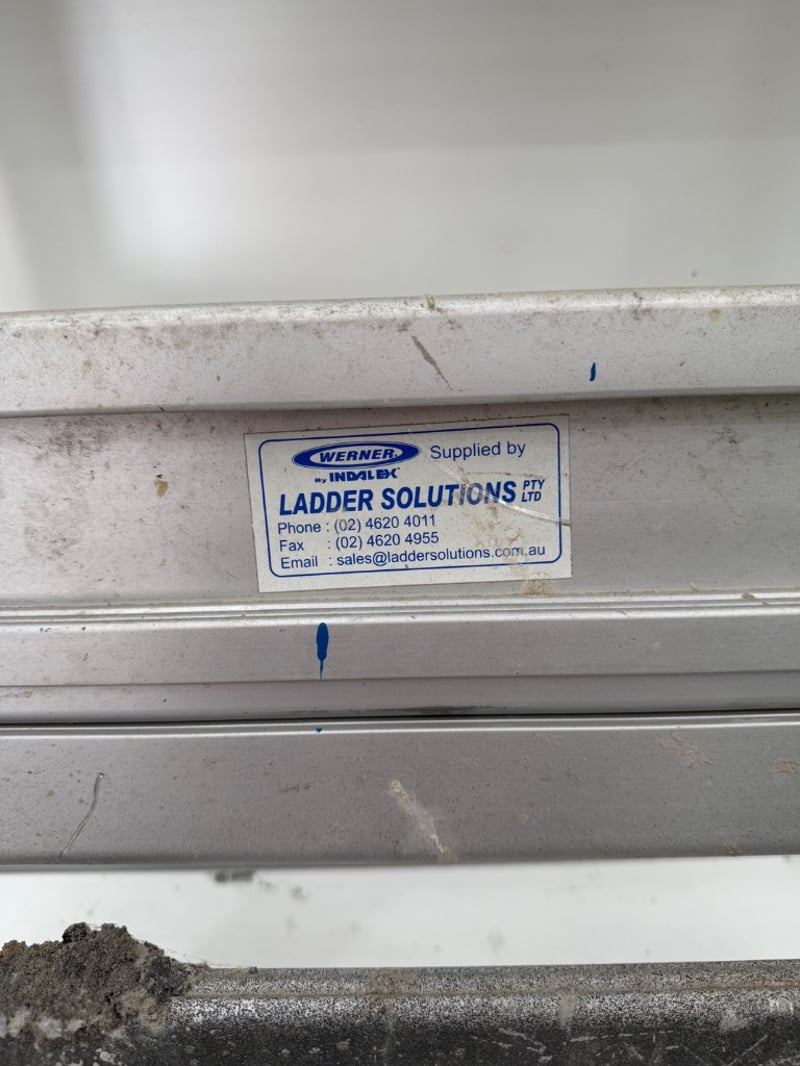 WERNER
Supplied by
By INDALEX
LADDER SOLUTIONS PTY LTD
Phone : (02) 4620 4011
Fax : (02) 4620 4955
Email : sales@laddersolutions.com.au